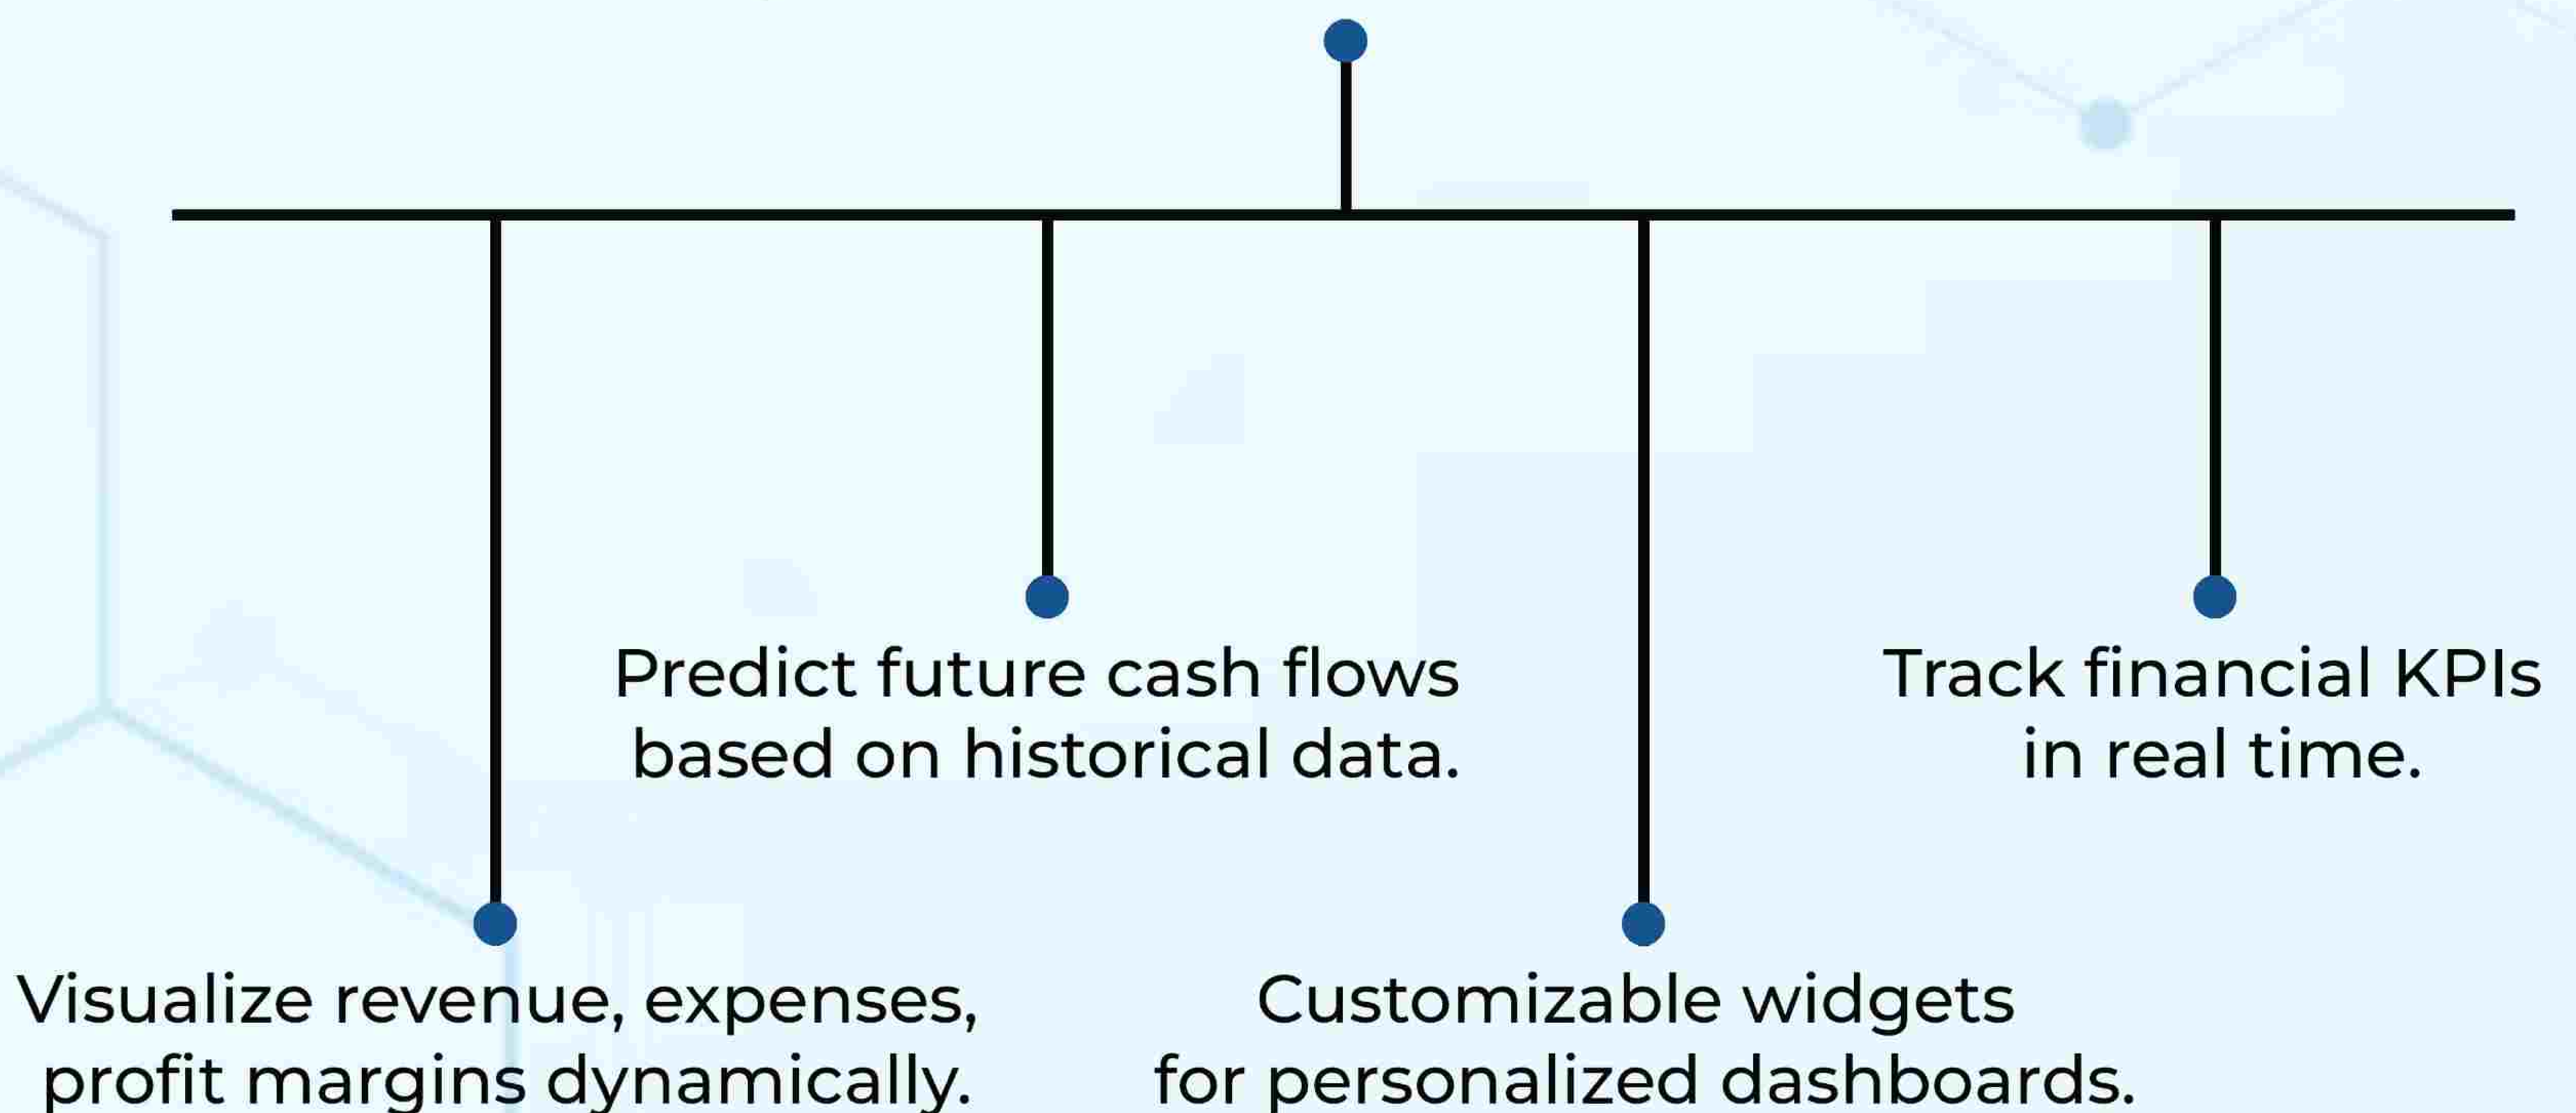 Predict future cash flows
based on historical data.
Track financial KPIs
in real time.
Visualize revenue, expenses,
profit margins dynamically.
Customizable widgets
for personalized dashboards.